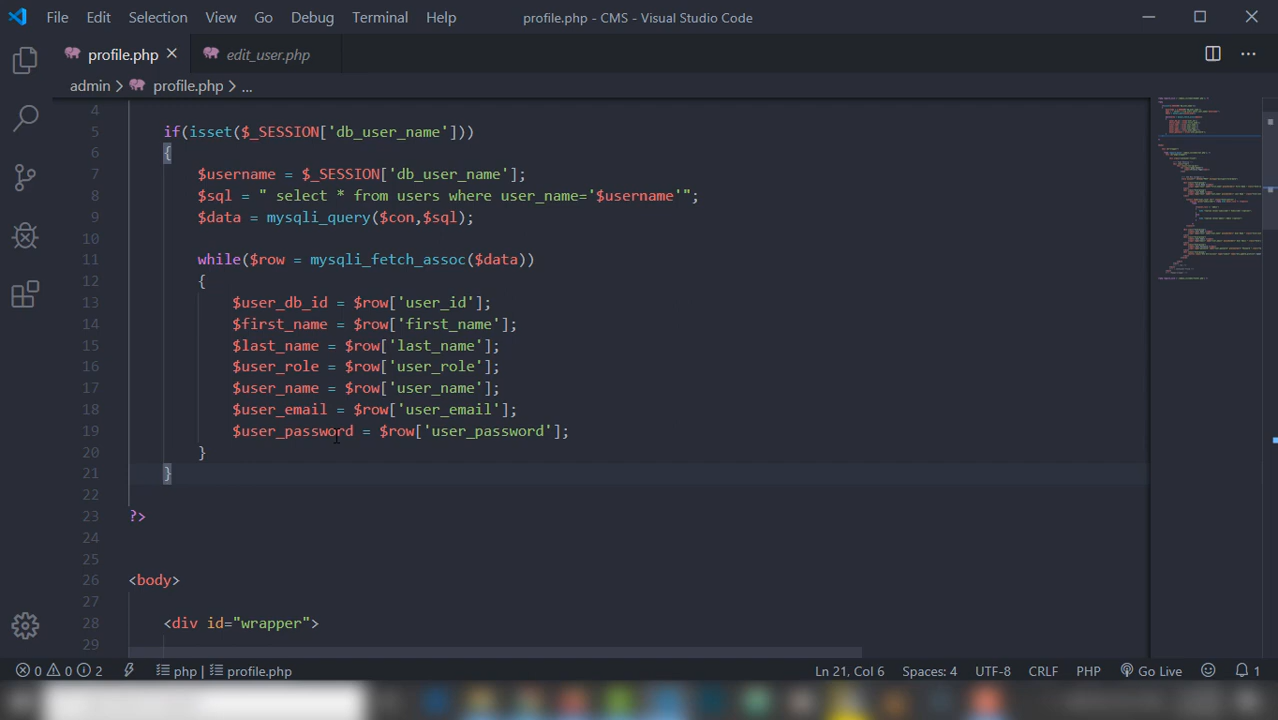 File Edit Selection View Go Debug Terminal Help profile.php - CMS - Visual Studio Code
profile.php edit_user.php
admin > profile.php > ...
4
5 if(isset($_SESSION['db_user_name']))
6 {
7 $username = $_SESSION['db_user_name'];
8 $sql = " select * from users where user_name='$username'";
9 $data = mysqli_query($con,$sql);
10
11 while($row = mysqli_fetch_assoc($data))
12 {
13 $user_db_id = $row['user_id'];
14 $first_name = $row['first_name'];
15 $last_name = $row['last_name'];
16 $user_role = $row['user_role'];
17 $user_name = $row['user_name'];
18 $user_email = $row['user_email'];
19 $user_password = $row['user_password'];
20 }
21 }
22
23 ?>
24
25
26 <body>
27
28 <div id="wrapper">
29
0 0 2 php | profile.php Ln 21, Col 6 Spaces: 4 UTF-8 CRLF PHP Go Live 1